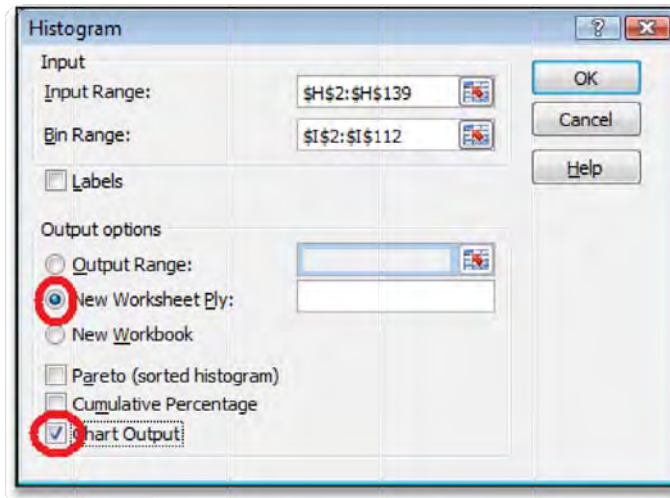 Histogram
Input
Input Range:
$H$2:$H$139
Bin Range:
$I$2:$I$112
Labels
OK
Cancel
Help
Output options
Output Range:
New Worksheet Ply:
New Workbook
Pareto (sorted histogram)
Cumulative Percentage
Chart Output